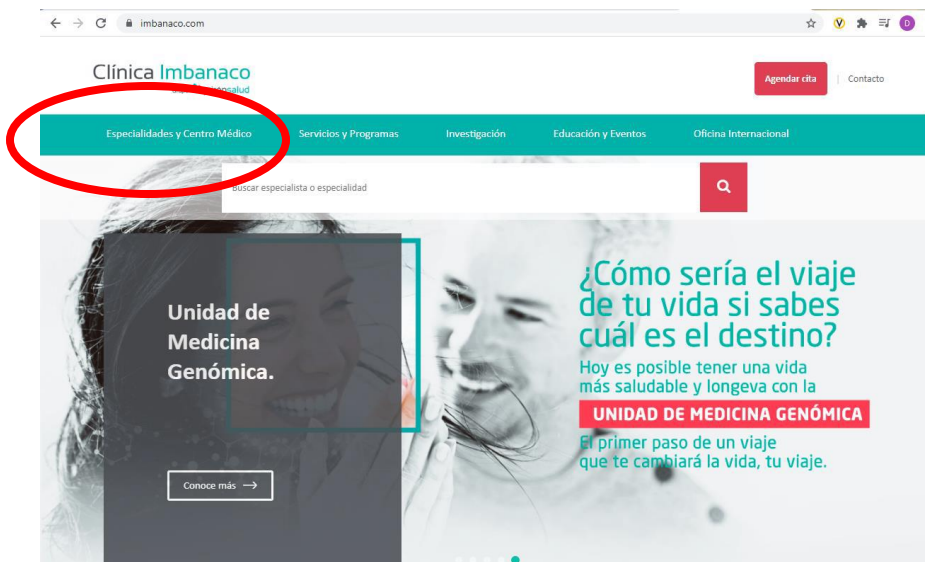 imbanaco.com
D
Clínica Imbanaco
Agendar cita
Contacto
Especialidades y Centro Médico
Servicios y Programas
Investigación
Educación y Eventos
Oficina Internacional
Buscar especialista o especialidad
Unidad de
Medicina
Genómica.
Conoce más →
¿Cómo sería el viaje
de tu vida si sabes
cuál es el destino?
Hoy es posible tener una vida
más saludable y longeva con la
UNIDAD DE MEDICINA GENÓMICA
El primer paso de un viaje
que te cambiará la vida, tu viaje.